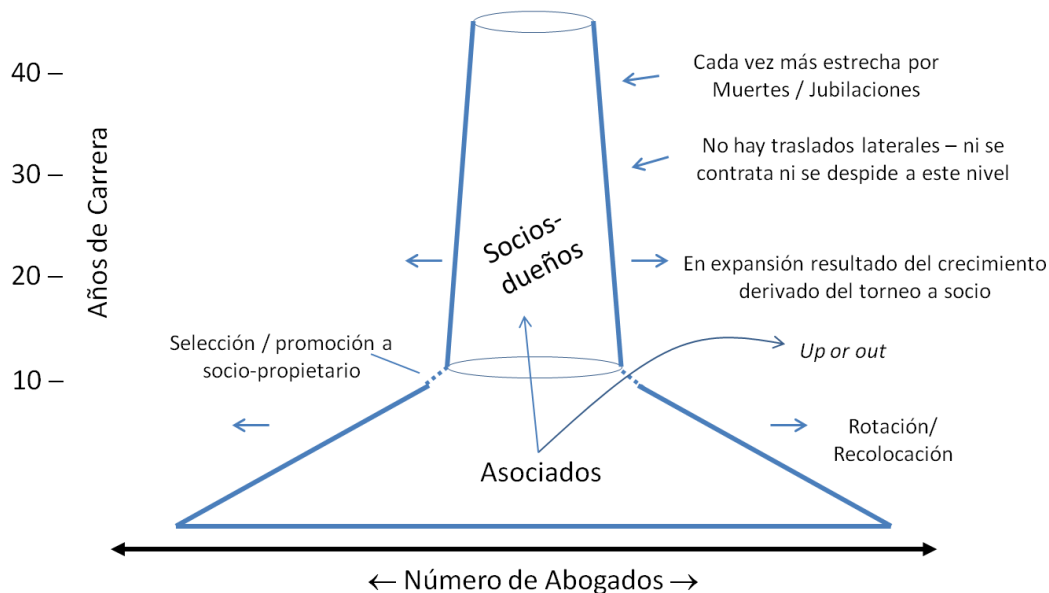 40 –
30 –
20 –
10 –
Años de Carrera
Cada vez más estrecha por
Muertes / Jubilaciones
No hay traslados laterales – ni se
contrata ni se despide a este nivel
Socios-
dueños
En expansión resultado del crecimiento
derivado del torneo a socio
Selección / promoción a
socio-propietario
Up or out
Rotación/
Recolocación
Asociados
← Número de Abogados →